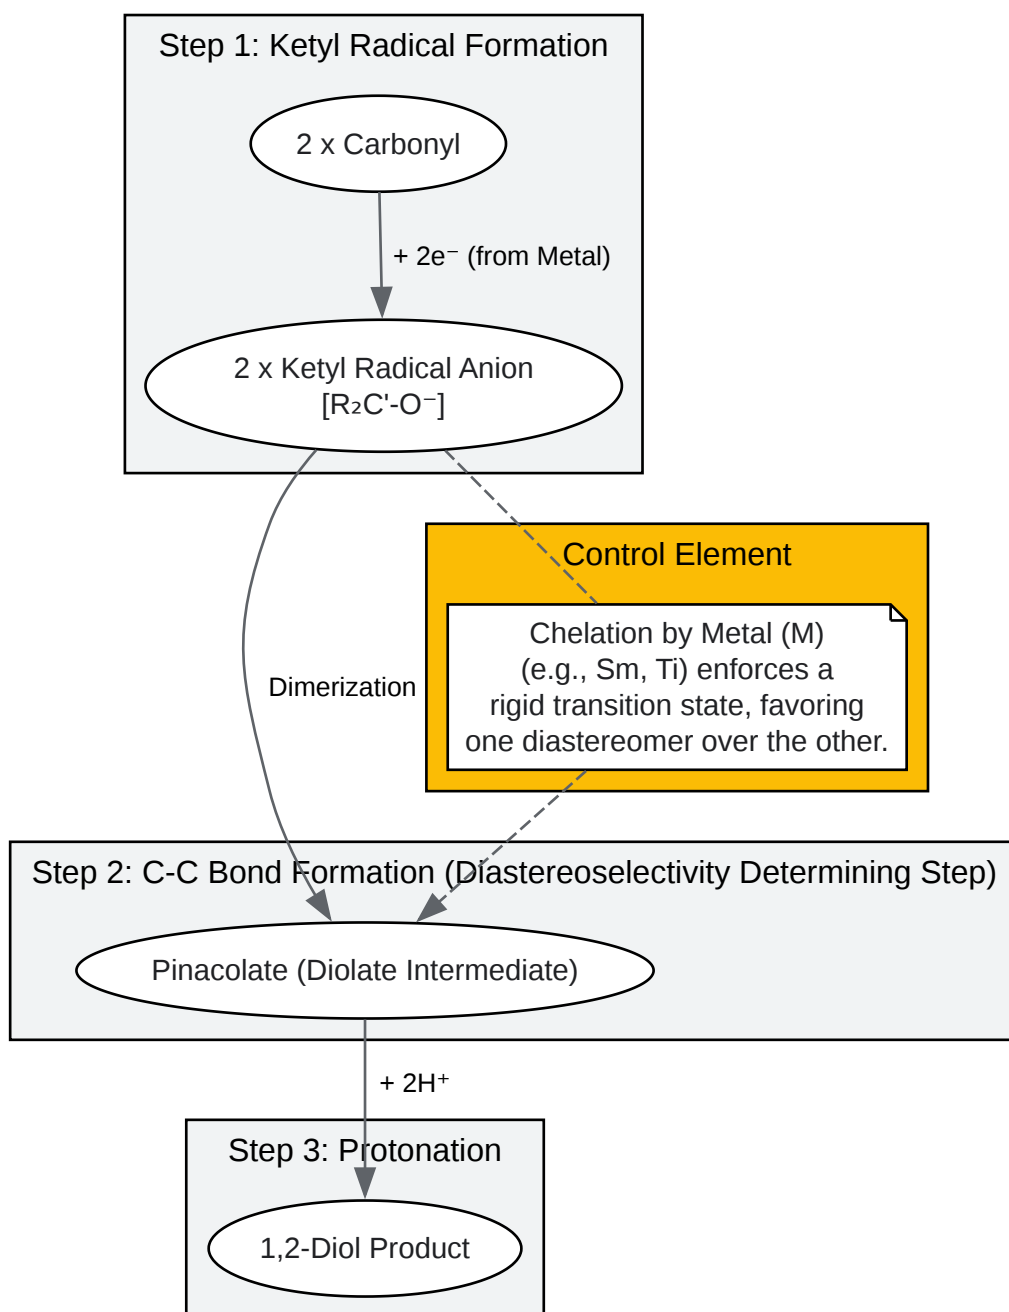 Step 1: Ketyl Radical Formation
2 x Carbonyl
+ 2e⁻ (from Metal)
2 x Ketyl Radical Anion
[R₂C'-O⁻]
Control Element
Chelation by Metal (M)
(e.g., Sm, Ti) enforces a
rigid transition state, favoring
one diastereomer over the other.
Dimerization
Step 2: C-C Bond Formation (Diastereoselectivity Determining Step)
Pinacolate (Diolate Intermediate)
+ 2H⁺
Step 3: Protonation
1,2-Diol Product